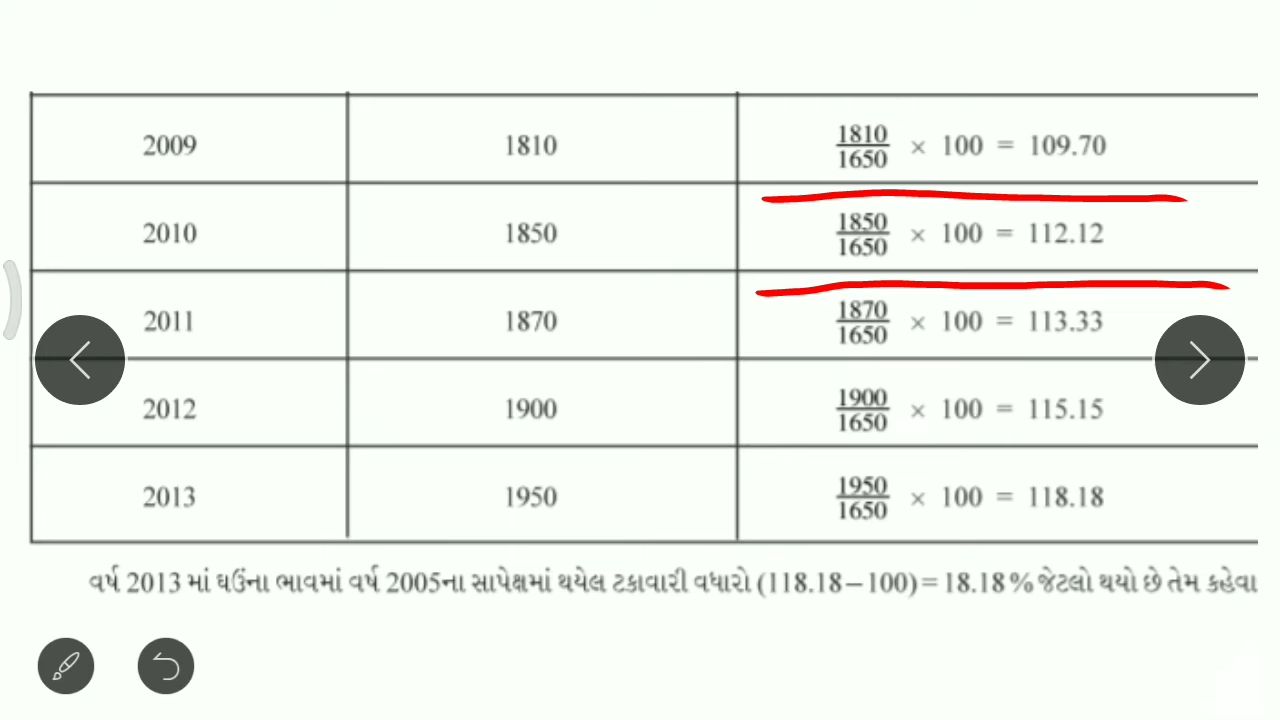 2009 1810 1810/1650 × 100 = 109.70
2010 1850 1850/1650 × 100 = 112.12
2011 1870 1870/1650 × 100 = 113.33
2012 1900 1900/1650 × 100 = 115.15
2013 1950 1950/1650 × 100 = 118.18
વર્ષ 2013 માં ઘઉંના ભાવમાં વર્ષ 2005ના સાપેક્ષમાં થયેલ ટકાવારી વધારો (118.18 – 100) = 18.18 % જેટલો થયો છે તેમ કહેવા